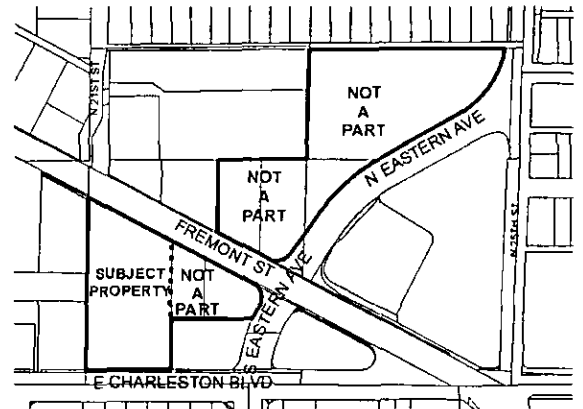 N 21ST ST
NOT
A
PART
N EASTERN AVE
NOT
A
PART
N 25TH ST
FREMONT ST
SUBJECT
PROPERTY
NOT
A
PART
S EASTERN AVE
E CHARLESTON BLVD